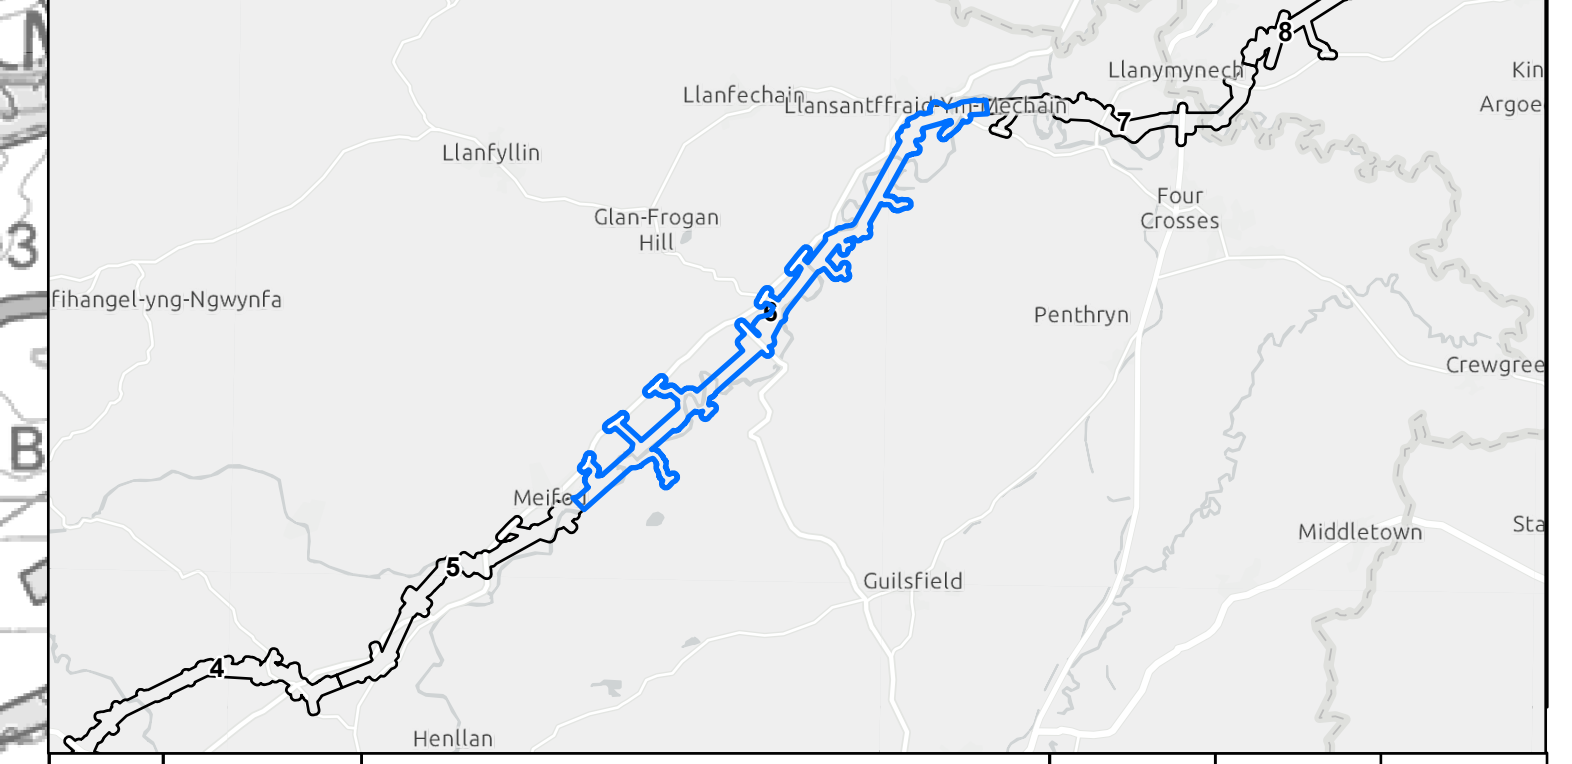 8
Llanymynech
Kin
Llanfechain
Llansantffraid-Ym-Mechain
Argoe
7
Llanfyllin
Four
Crosses
Glan-Frogan
Hill
3
fihangel-yng-Ngwynfa
6
Penthryn
Crewgree
B
Meifod
Middletown
Sta
5
Guilsfield
4
Henllan